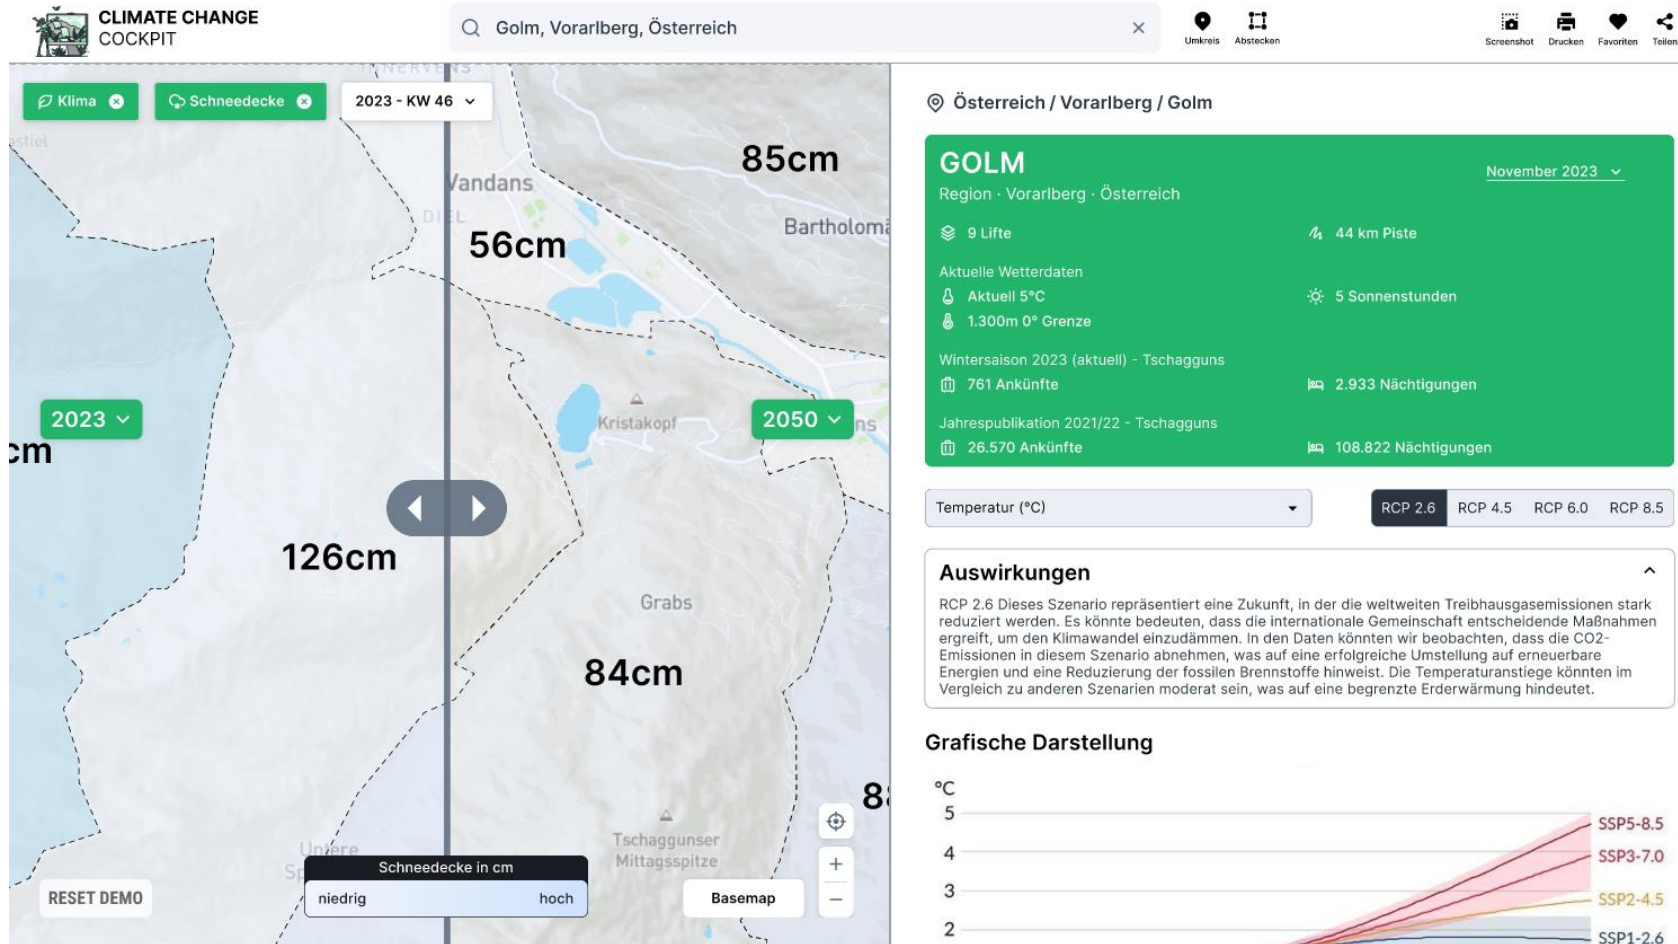 CLIMATE CHANGE
COCKPIT
Golm, Vorarlberg, Österreich
Umkreis
Abstecken
Screenshot
Drucken
Favoriten
Teilen
Klima
Schneedecke
2023 - KW 46
85cm
Vandans
Bartholomä
56cm
2023
cm
Kristakopf
2050
126cm
Grabs
84cm
Tschaggunser
Mittagsspitze
Untere
Schneedecke in cm
niedrig hoch
RESET DEMO
Basemap
Österreich / Vorarlberg / Golm
GOLM
November 2023
Region · Vorarlberg · Österreich
9 Lifte
44 km Piste
Aktuelle Wetterdaten
Aktuell 5°C
5 Sonnenstunden
1.300m 0° Grenze
Wintersaison 2023 (aktuell) - Tschagguns
761 Ankünfte
2.933 Nächtigungen
Jahrespublikation 2021/22 - Tschagguns
26.570 Ankünfte
108.822 Nächtigungen
Temperatur (°C)
RCP 2.6 RCP 4.5 RCP 6.0 RCP 8.5
Auswirkungen
RCP 2.6 Dieses Szenario repräsentiert eine Zukunft, in der die weltweiten Treibhausgasemissionen stark
reduziert werden. Es könnte bedeuten, dass die internationale Gemeinschaft entscheidende Maßnahmen
ergreift, um den Klimawandel einzudämmen. In den Daten könnten wir beobachten, dass die CO2-
Emissionen in diesem Szenario abnehmen, was auf eine erfolgreiche Umstellung auf erneuerbare
Energien und eine Reduzierung der fossilen Brennstoffe hinweist. Die Temperaturanstiege könnten im
Vergleich zu anderen Szenarien moderat sein, was auf eine begrenzte Erderwärmung hindeutet.
Grafische Darstellung
°C
5
4
3
2
SSP5-8.5
SSP3-7.0
SSP2-4.5
SSP1-2.6